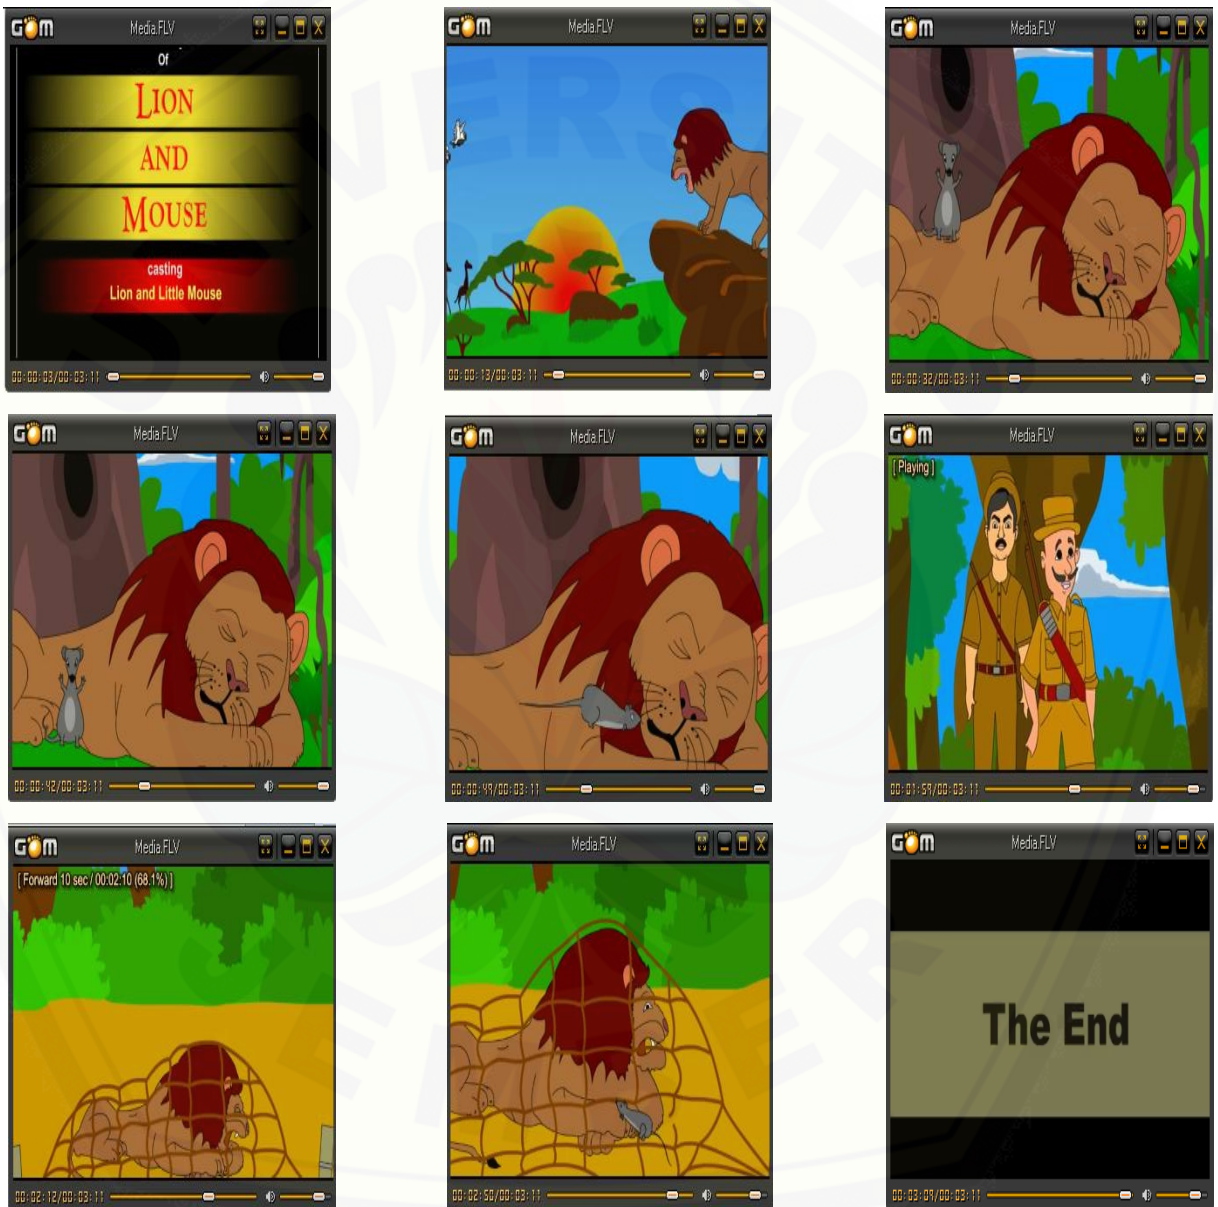 GOM Media.FLV
Of
LION
AND
MOUSE
casting
Lion and Little Mouse
00:00:03/00:03:11
GOM Media.FLV
00:00:13/00:03:11
GOM Media.FLV
00:00:32/00:03:11
GOM Media.FLV
00:00:42/00:03:11
GOM Media.FLV
00:00:49/00:03:11
GOM Media.FLV
[ Playing ]
00:01:59/00:03:11
GOM Media.FLV
[ Forward 10 sec / 00:02:10 (68.1%) ]
00:02:12/00:03:11
GOM Media.FLV
00:02:50/00:03:11
GOM Media.FLV
The End
00:03:09/00:03:11